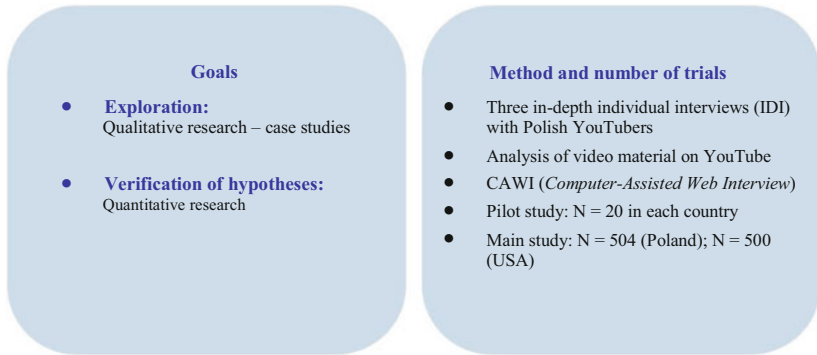 Goals
• Exploration:
Qualitative research – case studies
• Verification of hypotheses:
Quantitative research
Method and number of trials
• Three in-depth individual interviews (IDI)
with Polish YouTubers
• Analysis of video material on YouTube
• CAWI (Computer-Assisted Web Interview)
• Pilot study: N = 20 in each country
• Main study: N = 504 (Poland); N = 500
(USA)